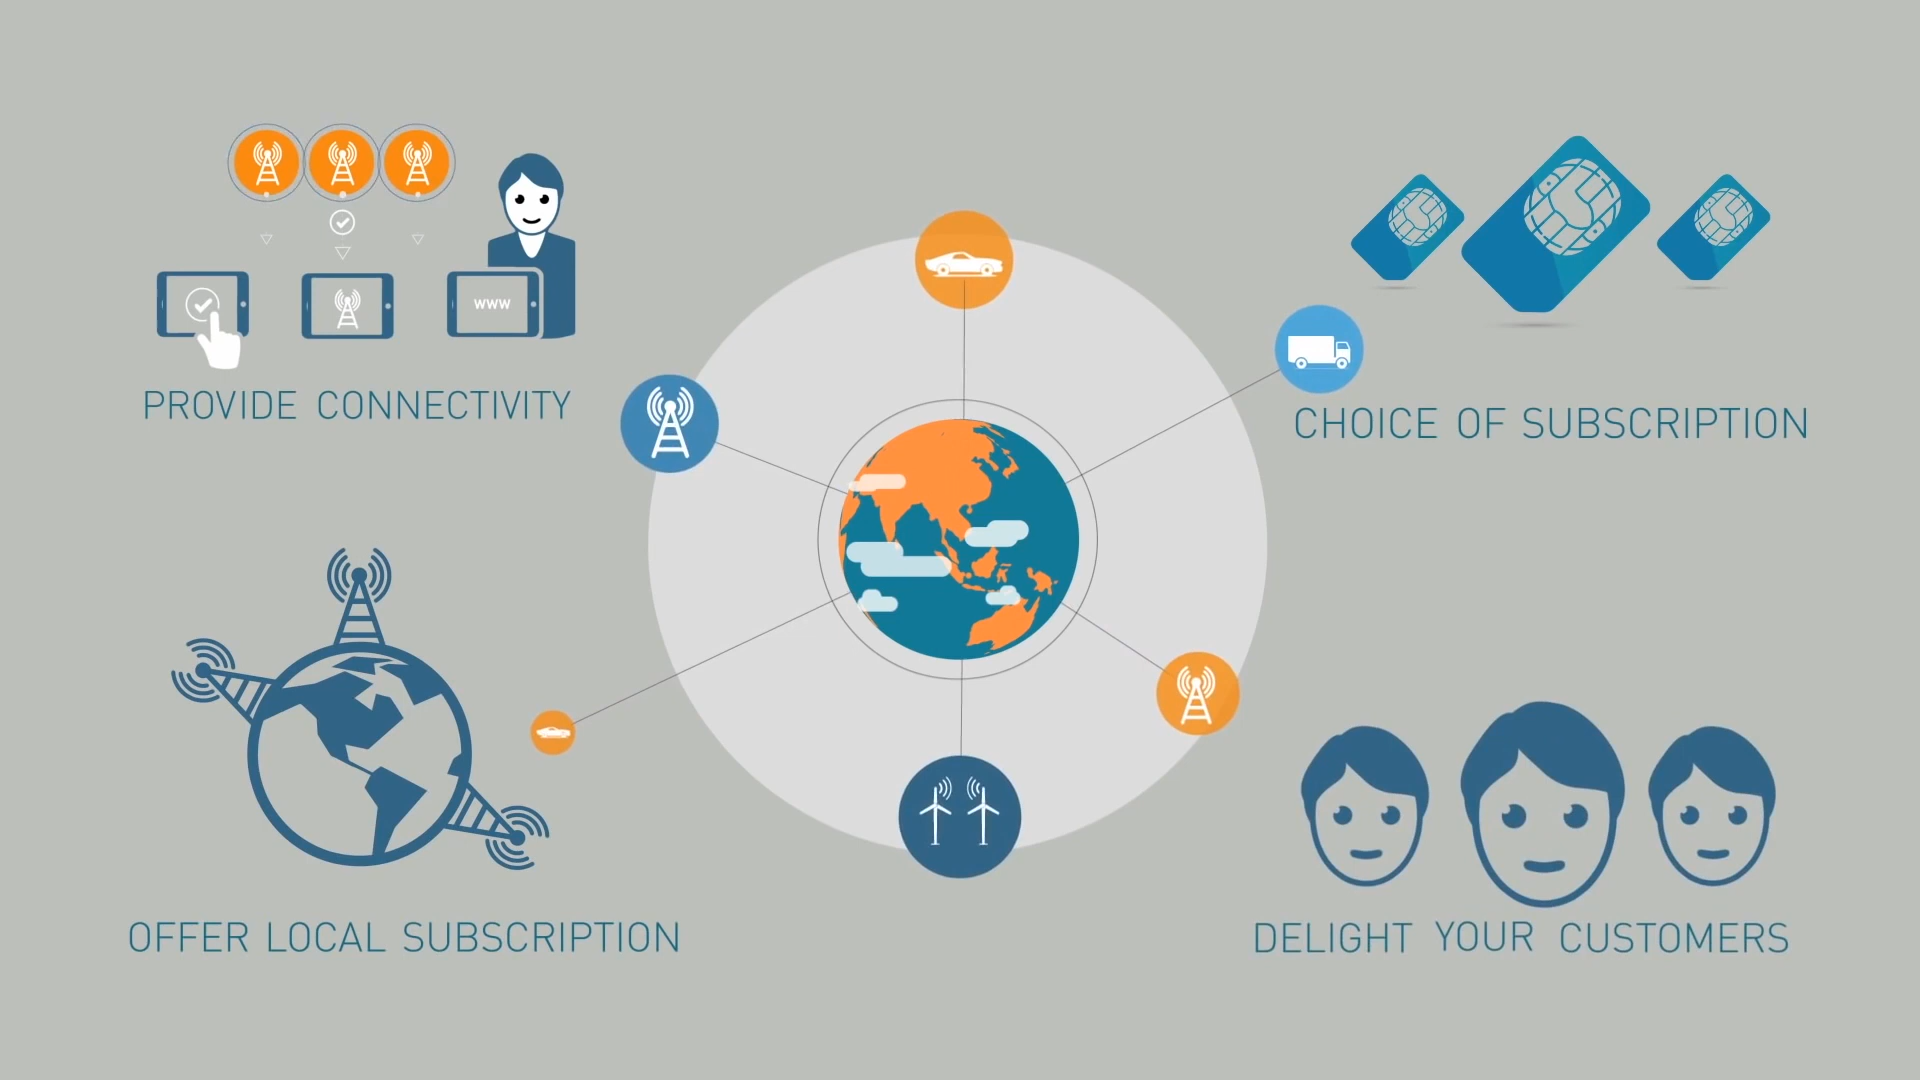 WWW
PROVIDE CONNECTIVITY
CHOICE OF SUBSCRIPTION
OFFER LOCAL SUBSCRIPTION
DELIGHT YOUR CUSTOMERS